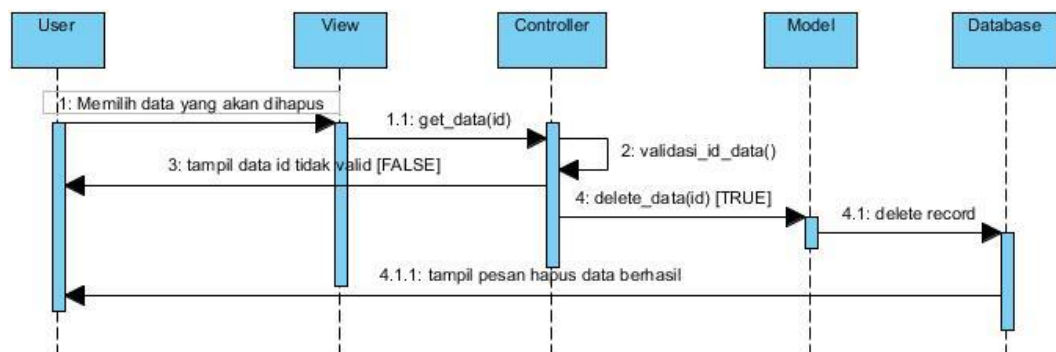 User
View
Controller
Model
Database
1: Memilih data yang akan dihapus
1.1: get_data(id)
2: validasi_id_data()
3: tampil data id tidak valid [FALSE]
4: delete_data(id) [TRUE]
4.1: delete record
4.1.1: tampil pesan hapus data berhasil